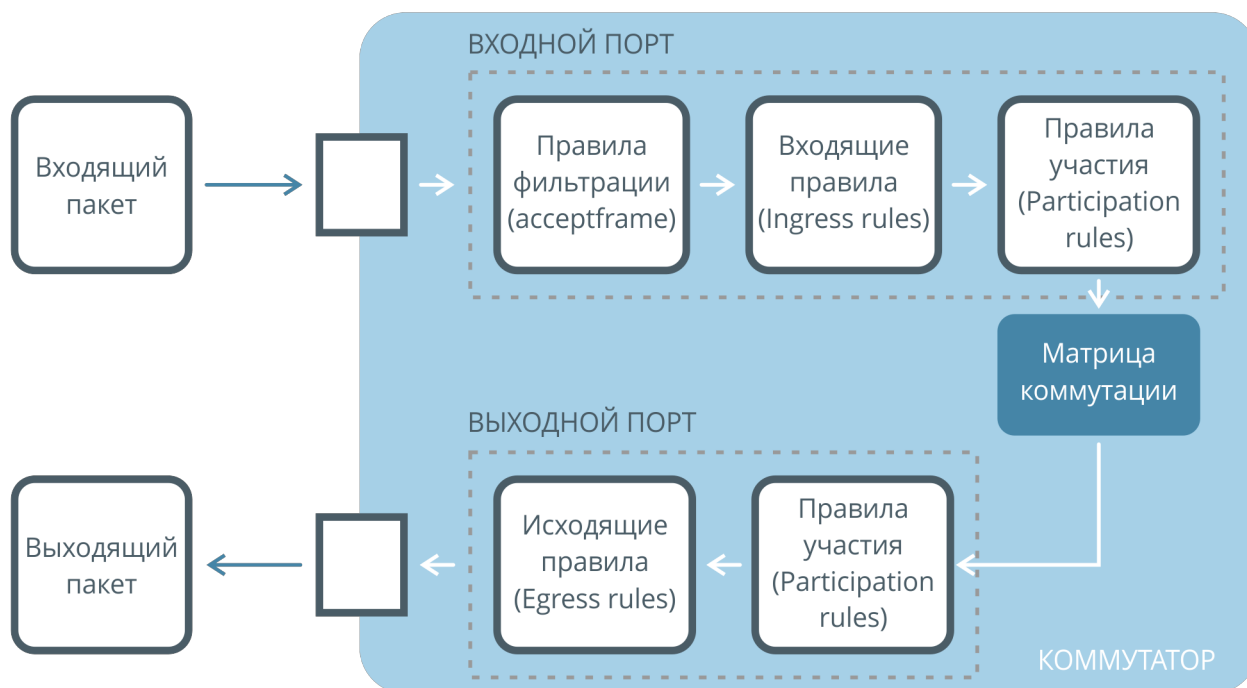 ВХОДНОЙ ПОРТ
Входящий
пакет
Правила
фильтрации
(acceptframe)
Входящие
правила
(Ingress rules)
Правила
участия
(Participation
rules)
Матрица
коммутации
ВЫХОДНОЙ ПОРТ
Выходящий
пакет
Исходящие
правила
(Egress rules)
Правила
участия
(Participation
rules)
КОММУТАТОР